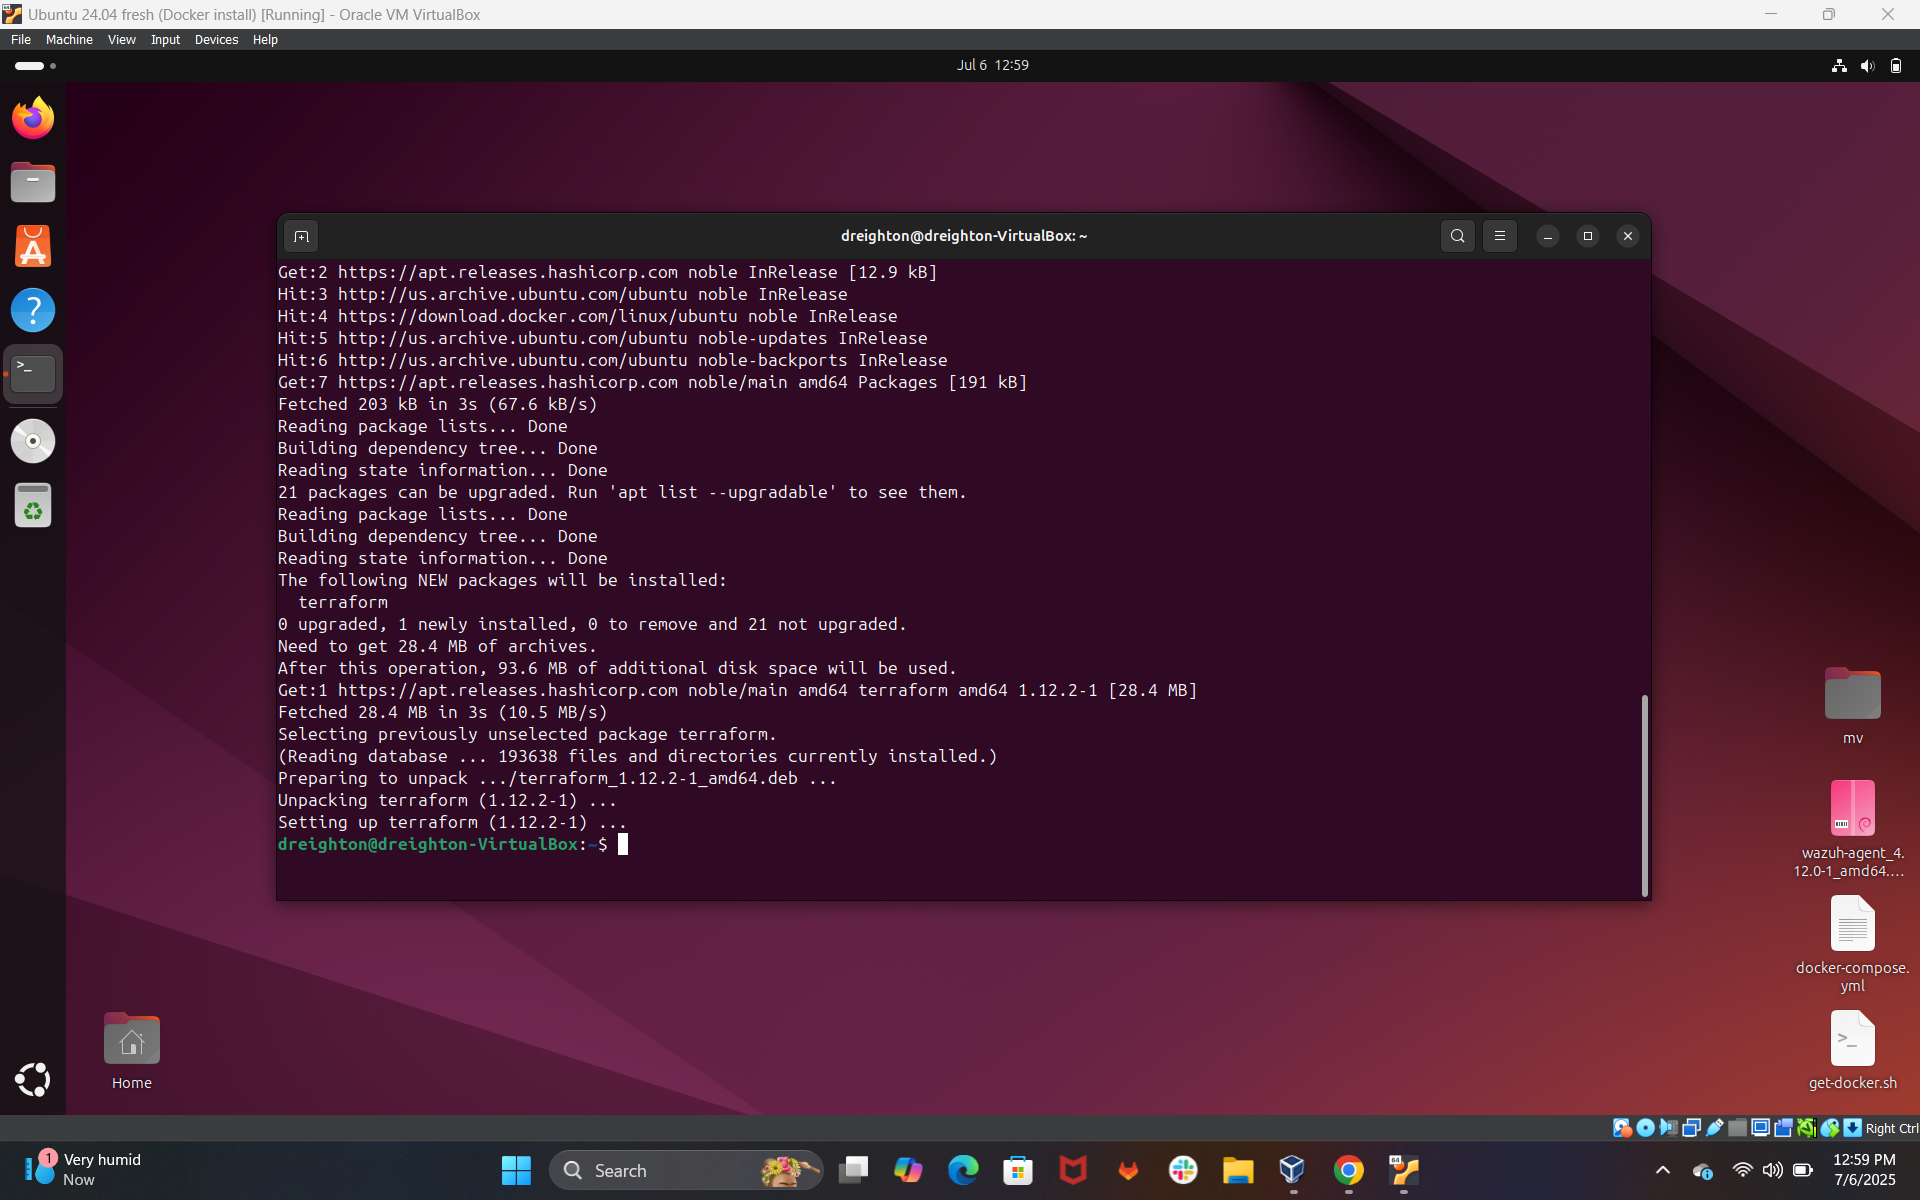 Ubuntu 24.04 fresh (Docker install) [Running] - Oracle VM VirtualBox
File Machine View Input Devices Help
Jul 6 12:59
dreighton@dreighton-VirtualBox: ~
Get:2 https://apt.releases.hashicorp.com noble InRelease [12.9 kB]
Hit:3 http://us.archive.ubuntu.com/ubuntu noble InRelease
Hit:4 https://download.docker.com/linux/ubuntu noble InRelease
Hit:5 http://us.archive.ubuntu.com/ubuntu noble-updates InRelease
Hit:6 http://us.archive.ubuntu.com/ubuntu noble-backports InRelease
Get:7 https://apt.releases.hashicorp.com noble/main amd64 Packages [191 kB]
Fetched 203 kB in 3s (67.6 kB/s)
Reading package lists... Done
Building dependency tree... Done
Reading state information... Done
21 packages can be upgraded. Run 'apt list --upgradable' to see them.
Reading package lists... Done
Building dependency tree... Done
Reading state information... Done
The following NEW packages will be installed:
  terraform
0 upgraded, 1 newly installed, 0 to remove and 21 not upgraded.
Need to get 28.4 MB of archives.
After this operation, 93.6 MB of additional disk space will be used.
Get:1 https://apt.releases.hashicorp.com noble/main amd64 terraform amd64 1.12.2-1 [28.4 MB]
Fetched 28.4 MB in 3s (10.5 MB/s)
Selecting previously unselected package terraform.
(Reading database ... 193638 files and directories currently installed.)
Preparing to unpack .../terraform_1.12.2-1_amd64.deb ...
Unpacking terraform (1.12.2-1) ...
Setting up terraform (1.12.2-1) ...
dreighton@dreighton-VirtualBox:~$
mv
wazuh-agent_4.
12.0-1_amd64....
docker-compose.
yml
get-docker.sh
Home
Right Ctrl
1
Very humid
Now
Search
64
12:59 PM
7/6/2025